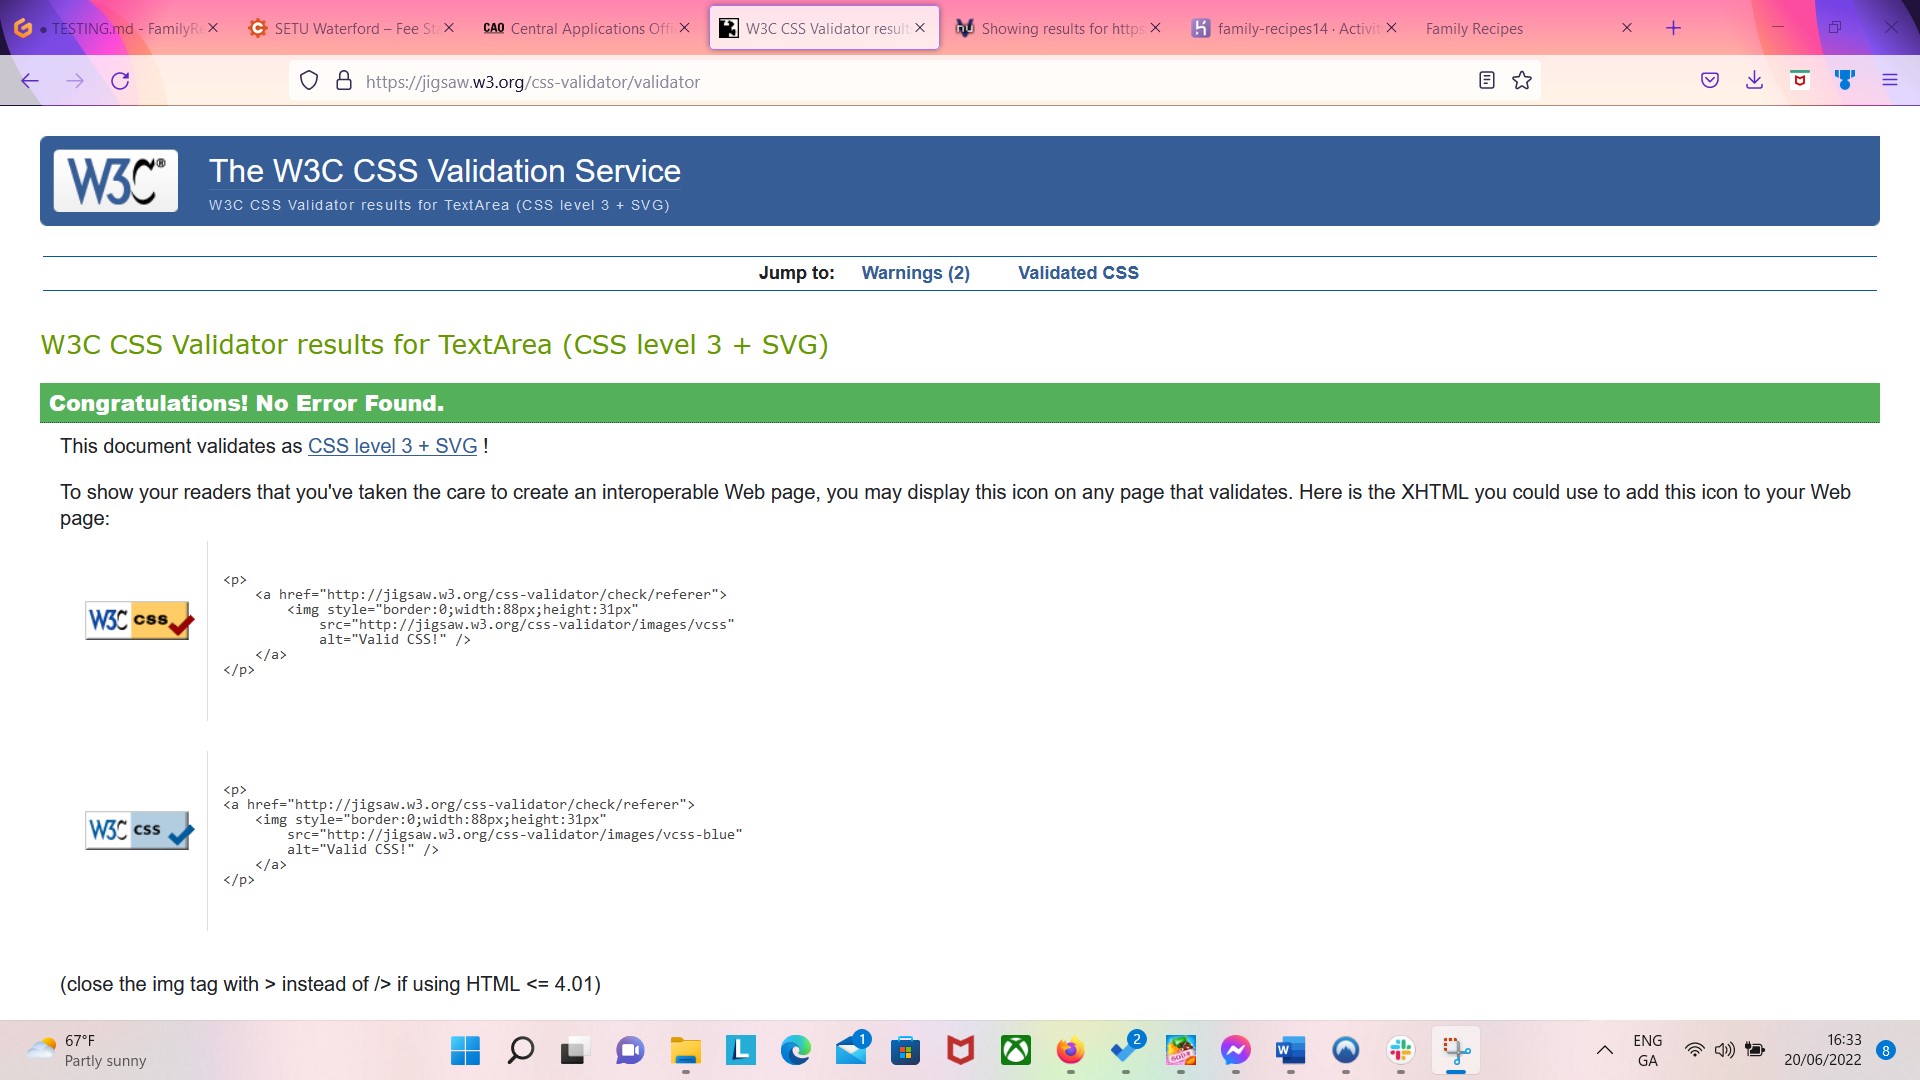 TESTING.md - FamilyRe
SETU Waterford – Fee St
CAO Central Applications Offi
W3C CSS Validator result
Showing results for https
family-recipes14 · Activit
Family Recipes
https://jigsaw.w3.org/css-validator/validator
W3C®
The W3C CSS Validation Service
W3C CSS Validator results for TextArea (CSS level 3 + SVG)
Jump to: Warnings (2) Validated CSS
W3C CSS Validator results for TextArea (CSS level 3 + SVG)
Congratulations! No Error Found.
This document validates as CSS level 3 + SVG !
To show your readers that you've taken the care to create an interoperable Web page, you may display this icon on any page that validates. Here is the XHTML you could use to add this icon to your Web
page:
W3C css
<p>
<a href="http://jigsaw.w3.org/css-validator/check/referer">
<img style="border:0;width:88px;height:31px"
src="http://jigsaw.w3.org/css-validator/images/vcss"
alt="Valid CSS!" />
</a>
</p>
W3C css
<p>
<a href="http://jigsaw.w3.org/css-validator/check/referer">
<img style="border:0;width:88px;height:31px"
src="http://jigsaw.w3.org/css-validator/images/vcss-blue"
alt="Valid CSS!" />
</a>
</p>
(close the img tag with > instead of /> if using HTML <= 4.01)
67°F
Partly sunny
L
1
2
W
ENG
GA
16:33
20/06/2022
8